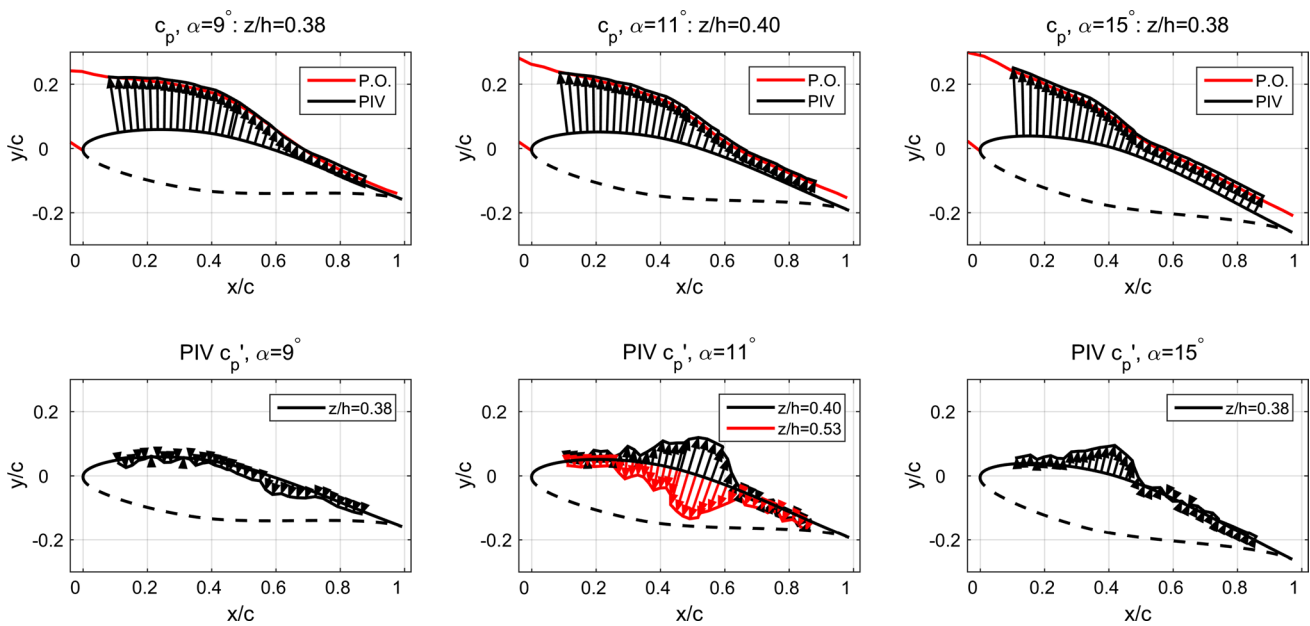 c_p, α=9°: z/h=0.38
c_p, α=11°: z/h=0.40
c_p, α=15°: z/h=0.38
y/c
0.2
0
-0.2
P.O.
PIV
0 0.2 0.4 0.6 0.8 1
x/c
y/c
0.2
0
-0.2
P.O.
PIV
0 0.2 0.4 0.6 0.8 1
x/c
y/c
0.2
0
-0.2
P.O.
PIV
0 0.2 0.4 0.6 0.8 1
x/c
PIV c_p', α=9°
PIV c_p', α=11°
PIV c_p', α=15°
y/c
0.2
0
-0.2
z/h=0.38
0 0.2 0.4 0.6 0.8 1
x/c
y/c
0.2
0
-0.2
z/h=0.40
z/h=0.53
0 0.2 0.4 0.6 0.8 1
x/c
y/c
0.2
0
-0.2
z/h=0.38
0 0.2 0.4 0.6 0.8 1
x/c